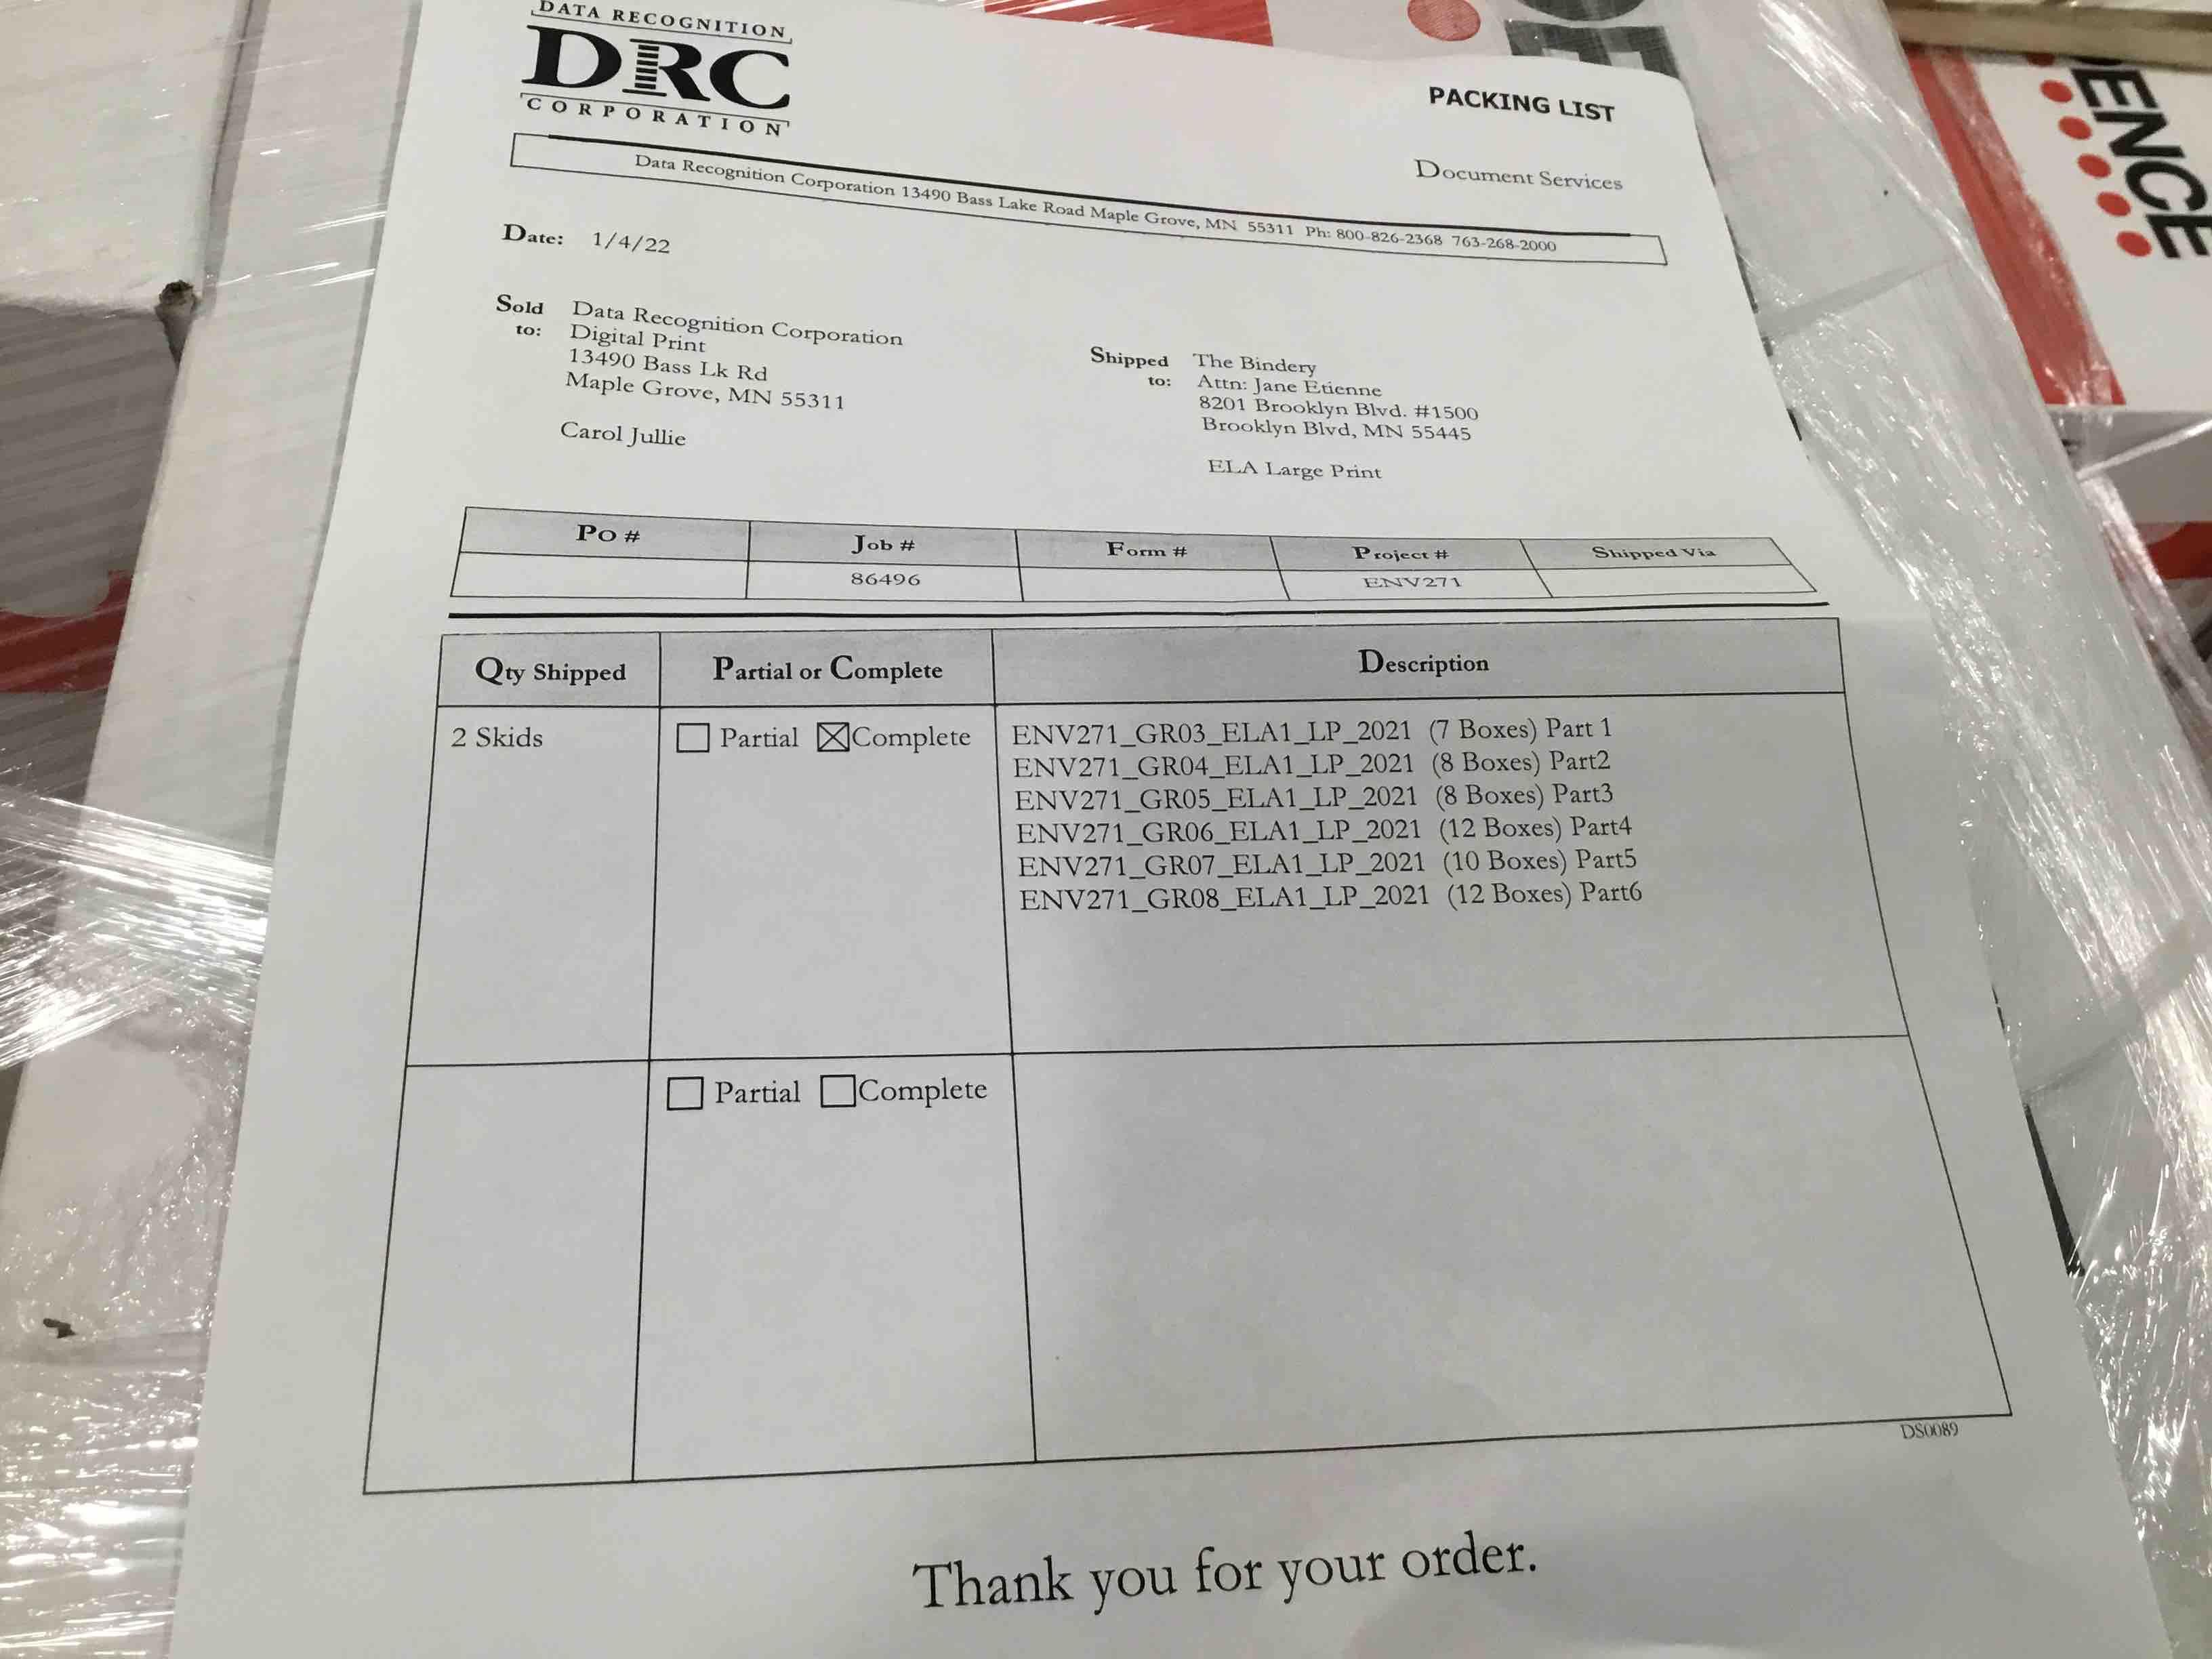 DATA RECOGNITION
DRC
CORPORATION
PACKING LIST
Document Services
Data Recognition Corporation 13490 Bass Lake Road Maple Grove, MN 55311 Ph: 800-826-2368 763-268-2000
Date: 1/4/22
Sold to: Data Recognition Corporation
Digital Print
13490 Bass Lk Rd
Maple Grove, MN 55311
Carol Jullie
Shipped to: The Bindery
Attn: Jane Etienne
8201 Brooklyn Blvd. #1500
Brooklyn Blvd, MN 55445
ELA Large Print
PO # Job # Form # Project # Shipped Via
86496 ENV271
Qty Shipped Partial or Complete Description
2 Skids Partial Complete ENV271_GR03_ELA1_LP_2021 (7 Boxes) Part 1
ENV271_GR04_ELA1_LP_2021 (8 Boxes) Part2
ENV271_GR05_ELA1_LP_2021 (8 Boxes) Part3
ENV271_GR06_ELA1_LP_2021 (12 Boxes) Part4
ENV271_GR07_ELA1_LP_2021 (10 Boxes) Part5
ENV271_GR08_ELA1_LP_2021 (12 Boxes) Part6
Partial Complete
DS0089
Thank you for your order.
ENCE